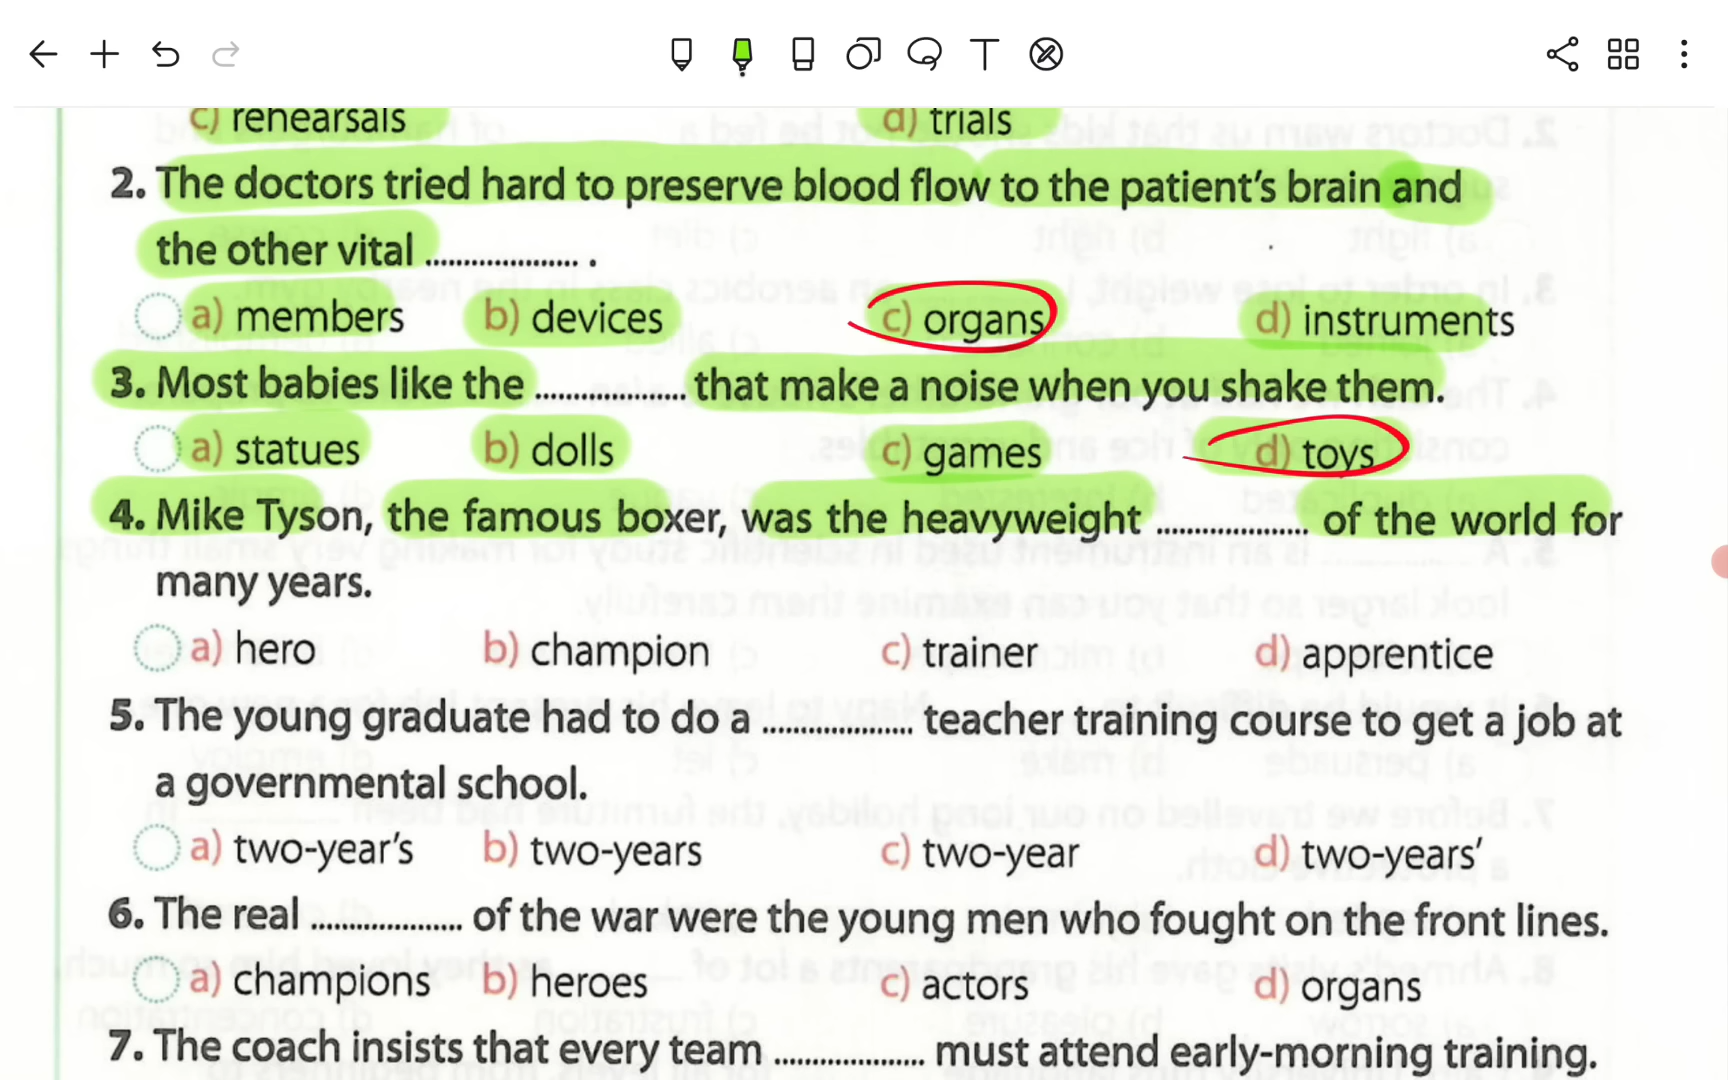 c) rehearsals d) trials
2. The doctors tried hard to preserve blood flow to the patient's brain and
the other vital ................... .
a) members b) devices c) organs d) instruments
3. Most babies like the ................... that make a noise when you shake them.
a) statues b) dolls c) games d) toys
4. Mike Tyson, the famous boxer, was the heavyweight ................... of the world for
many years.
a) hero b) champion c) trainer d) apprentice
5. The young graduate had to do a ................... teacher training course to get a job at
a governmental school.
a) two-year's b) two-years c) two-year d) two-years'
6. The real ................... of the war were the young men who fought on the front lines.
a) champions b) heroes c) actors d) organs
7. The coach insists that every team ................... must attend early-morning training.